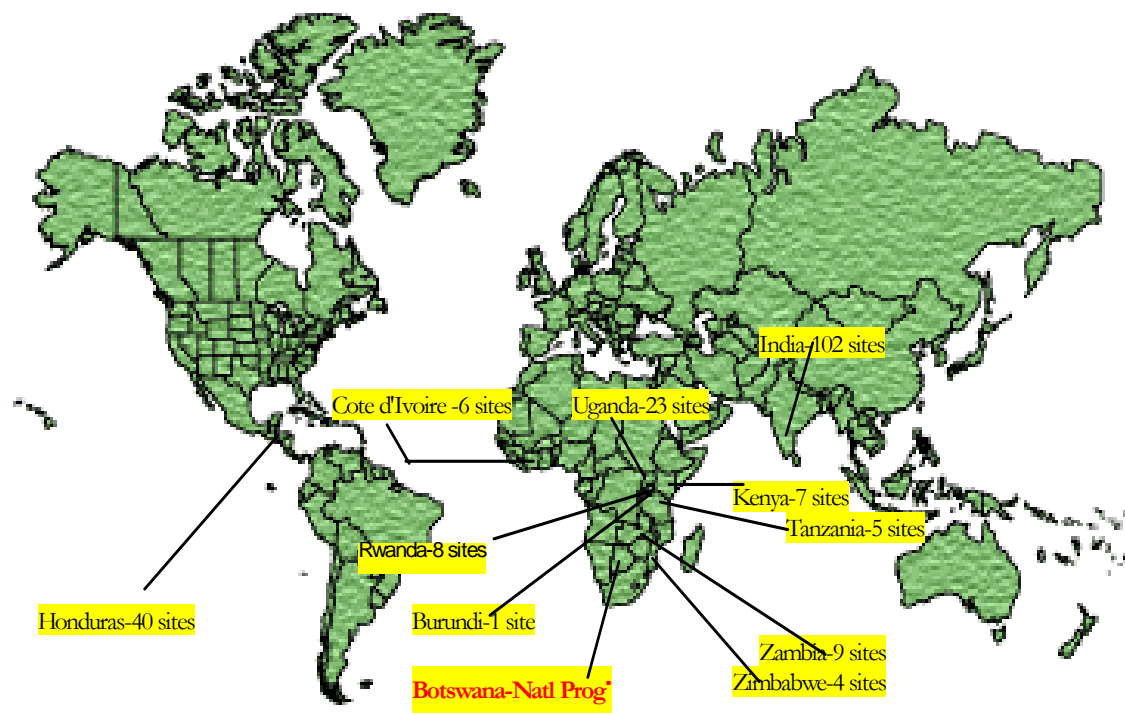 India-102 sites
Cote d'Ivoire -6 sites
Uganda-23 sites
Kenya-7 sites
Tanzania-5 sites
Rwanda-8 sites
Honduras-40 sites
Burundi-1 site
Zambia-9 sites
Zimbabwe-4 sites
Botswana-Natl Prog